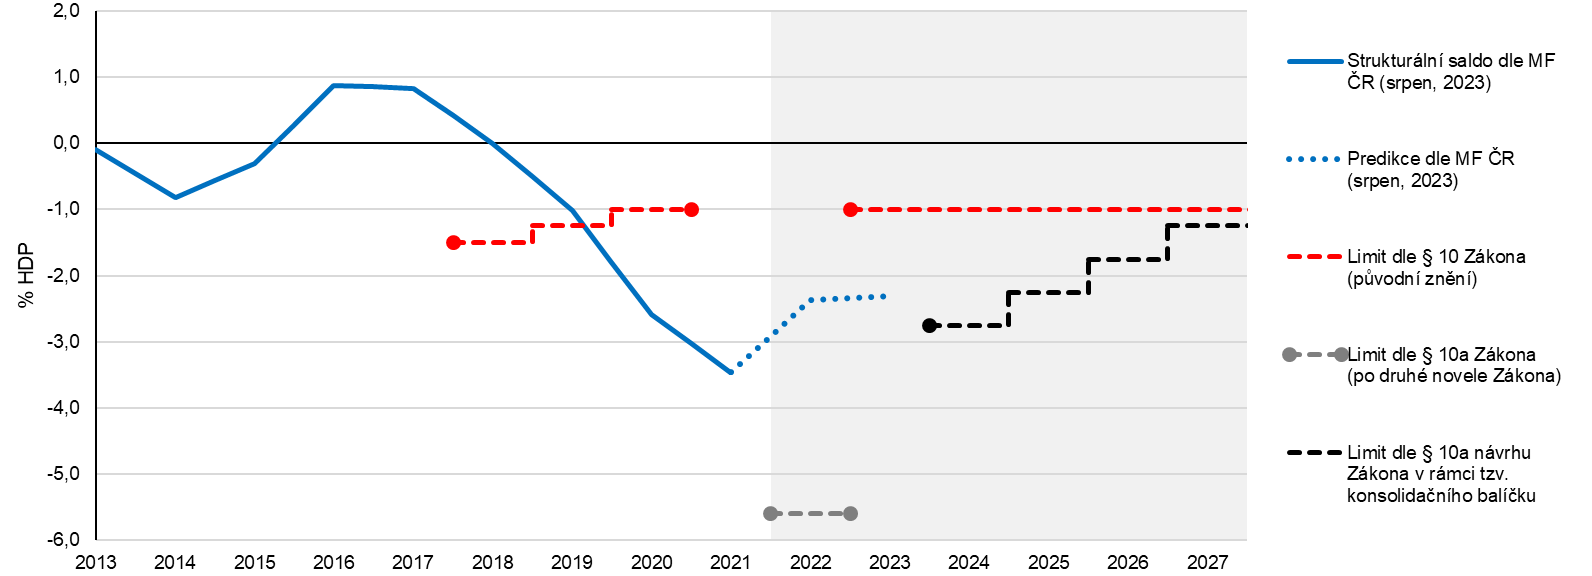 2,0
1,0
0,0
-1,0
-2,0
-3,0
-4,0
-5,0
-6,0
% HDP
2013 2014 2015 2016 2017 2018 2019 2020 2021 2022 2023 2024 2025 2026 2027
Strukturální saldo dle MF
ČR (srpen, 2023)
Predikce dle MF ČR
(srpen, 2023)
Limit dle § 10 Zákona
(původní znění)
Limit dle § 10a Zákona
(po druhé novele Zákona)
Limit dle § 10a návrhu
Zákona v rámci tzv.
konsolidačního balíčku